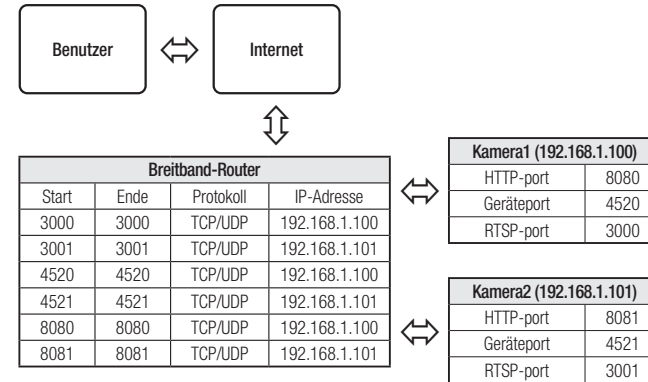 Benutzer
Internet
Breitband-Router
Start Ende Protokoll IP-Adresse
3000 3000 TCP/UDP 192.168.1.100
3001 3001 TCP/UDP 192.168.1.101
4520 4520 TCP/UDP 192.168.1.100
4521 4521 TCP/UDP 192.168.1.101
8080 8080 TCP/UDP 192.168.1.100
8081 8081 TCP/UDP 192.168.1.101
Kamera1 (192.168.1.100)
HTTP-port 8080
Geräteport 4520
RTSP-port 3000
Kamera2 (192.168.1.101)
HTTP-port 8081
Geräteport 4521
RTSP-port 3001